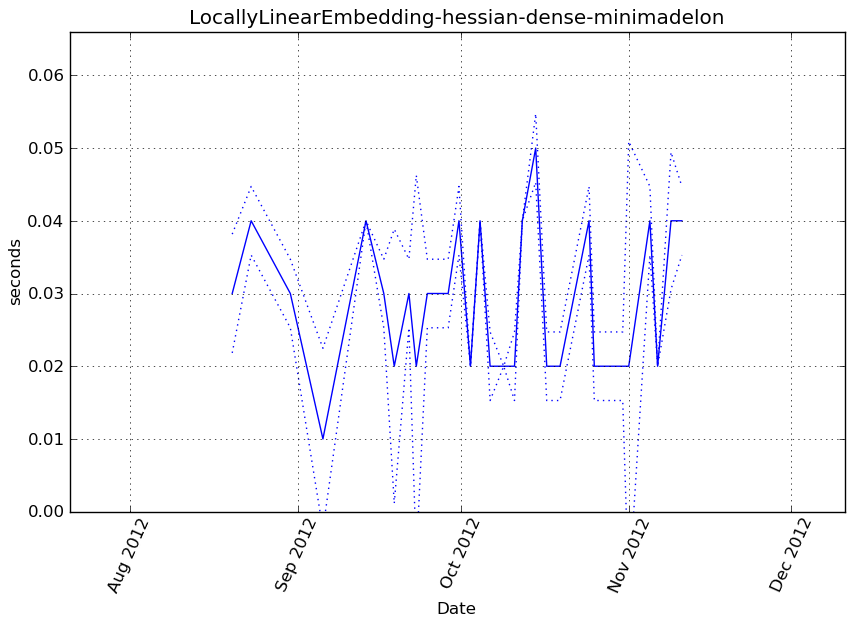 LocallyLinearEmbedding-hessian-dense-minimadelon
0.06
0.05
0.04
0.03
0.02
0.01
0.00
seconds
Aug 2012
Sep 2012
Oct 2012
Nov 2012
Dec 2012
Date